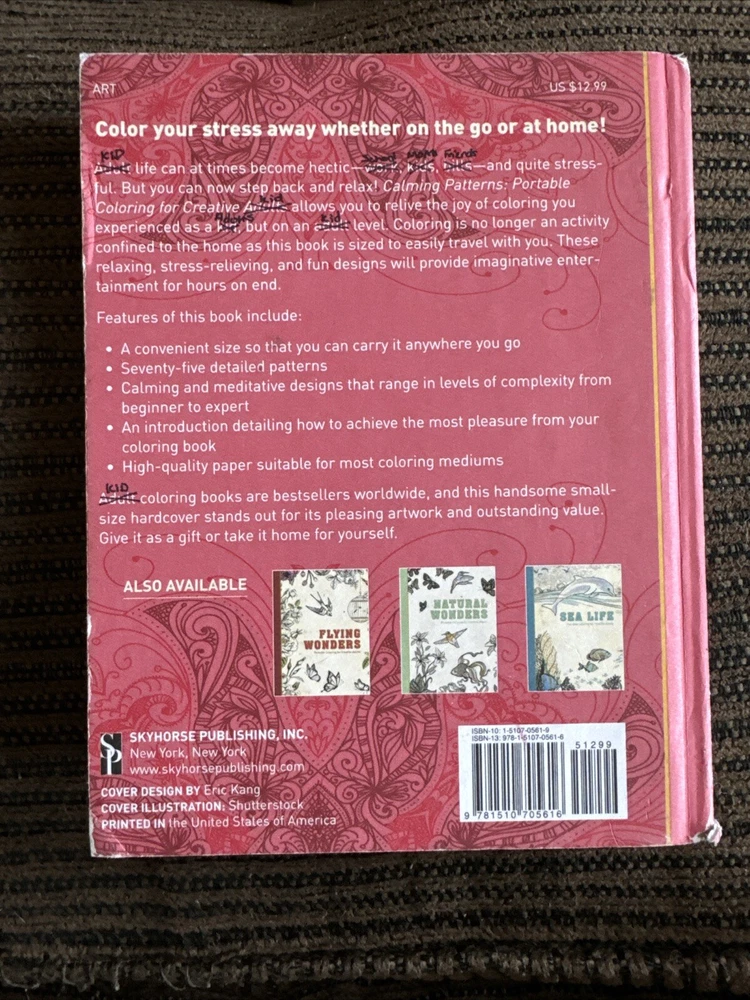 ART
US $12.99
Color your stress away whether on the go or at home!
KID moms Friends
Adult life can at times become hectic—work, kids, bills—and quite stress-
ful. But you can now step back and relax! Calming Patterns: Portable
Coloring for Creative Adults allows you to relive the joy of coloring you
kid
experienced as a kid, but on an adult level. Coloring is no longer an activity
confined to the home as this book is sized to easily travel with you. These
relaxing, stress-relieving, and fun designs will provide imaginative enter-
tainment for hours on end.
Features of this book include:
• A convenient size so that you can carry it anywhere you go
• Seventy-five detailed patterns
• Calming and meditative designs that range in levels of complexity from
beginner to expert
• An introduction detailing how to achieve the most pleasure from your
coloring book
• High-quality paper suitable for most coloring mediums
KID
Adult coloring books are bestsellers worldwide, and this handsome small-
size hardcover stands out for its pleasing artwork and outstanding value.
Give it as a gift or take it home for yourself.
ALSO AVAILABLE
FLYING
WONDERS
NATURAL
WONDERS
SEA LIFE
SP
SKYHORSE PUBLISHING, INC.
New York, New York
www.skyhorsepublishing.com
COVER DESIGN BY Eric Kang
COVER ILLUSTRATION: Shutterstock
PRINTED IN the United States of America
ISBN-10: 1-5107-0561-9
ISBN-13: 978-1-5107-0561-6
51299
9 781510 705616